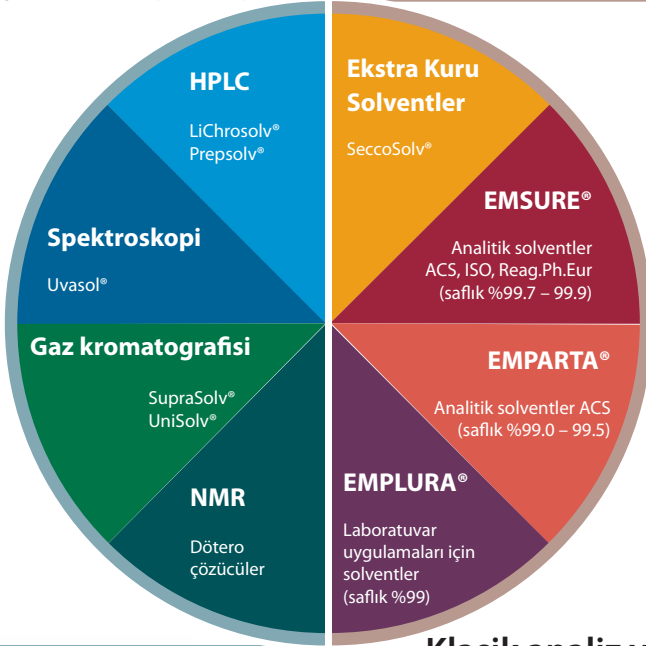 HPLC
LiChrosolv®
Prepsolv®
Ekstra Kuru
Solventler
SeccoSolv®
Spektroskopi
Uvasol®
EMSURE®
Analitik solventler
ACS, ISO, Reag.Ph.Eur
(saflık %99.7 – 99.9)
Gaz kromatografisi
SupraSolv®
UniSolv®
EMPARTA®
Analitik solventler ACS
(saflık %99.0 – 99.5)
NMR
Dötero
çözücüler
EMPLURA®
Laboratuvar
uygulamaları için
solventler
(saflık %99)
Klasik analiz